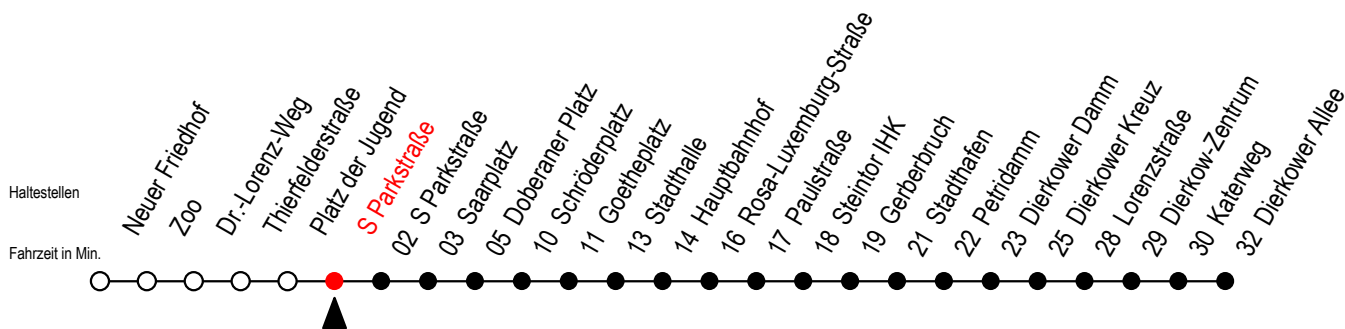 Haltestellen
Fahrzeit in Min.
Neuer Friedhof
Zoo
Dr.-Lorenz-Weg
Thierfelderstraße
Platz der Jugend
S Parkstraße
02 S Parkstraße
03 Saarplatz
05 Doberaner Platz
10 Schröderplatz
11 Goetheplatz
13 Stadthalle
14 Hauptbahnhof
16 Rosa-Luxemburg-Straße
17 Paulstraße
18 Steintor IHK
19 Gerberbruch
21 Stadthafen
22 Petridamm
23 Dierkower Damm
25 Dierkower Kreuz
28 Lorenzstraße
29 Dierkow-Zentrum
30 Katerweg
32 Dierkower Allee